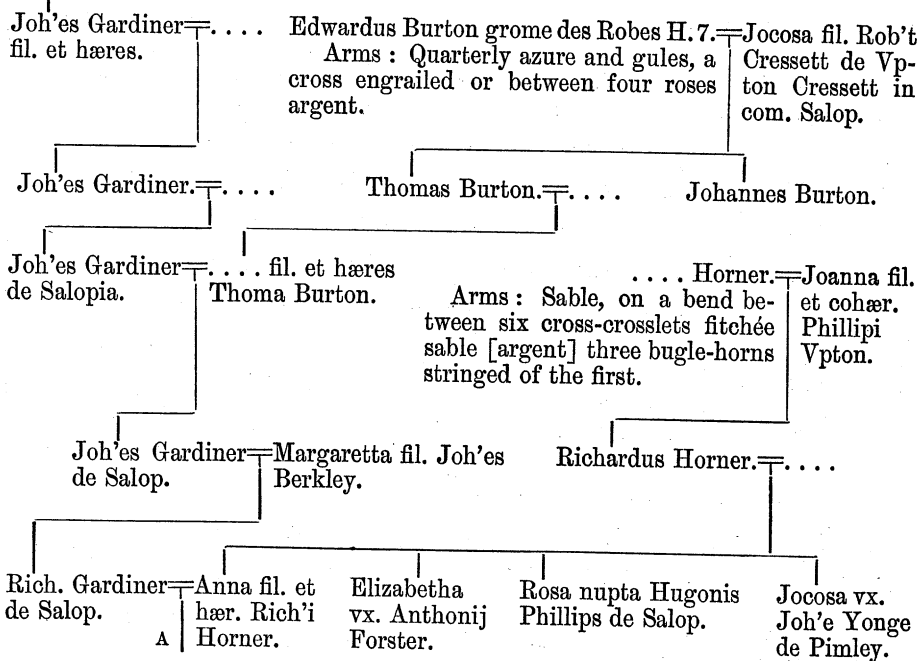 Joh'es Gardiner . . . .
fil. et hæres.
Edwardus Burton grome des Robes H. 7.
Arms : Quarterly azure and gules, a
cross engrailed or between four roses
argent.
Jocosa fil. Rob't
Cressett de Vp-
ton Cressett in
com. Salop.
Joh'es Gardiner. . . . .
Thomas Burton. . . . .
Johannes Burton.
Joh'es Gardiner
de Salopia.
. . . . fil. et hæres
Thoma Burton.
. . . . Horner.
Arms : Sable, on a bend be-
tween six cross-crosslets fitchée
sable [argent] three bugle-horns
stringed of the first.
Joanna fil.
et cohær.
Phillipi
Vpton.
Joh'es Gardiner
de Salop.
Margaretta fil. Joh'es
Berkley.
Richardus Horner. . . . .
Rich. Gardiner
de Salop.
A
Anna fil. et
hær. Rich'i
Horner.
Elizabetha
vx. Anthonij
Forster.
Rosa nupta Hugonis
Phillips de Salop.
Jocosa vx.
Joh'e Yonge
de Pimley.